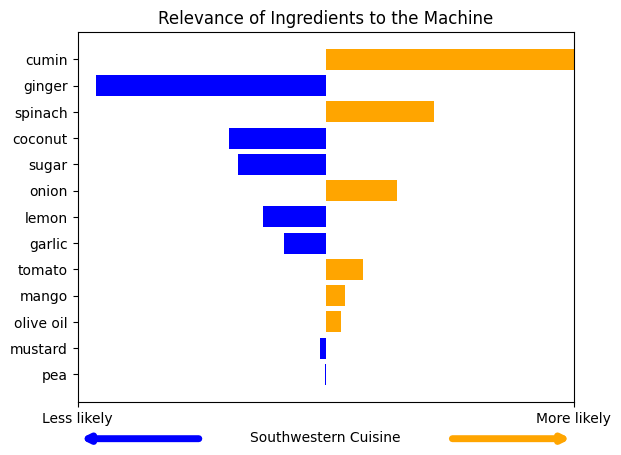 Relevance of Ingredients to the Machine
cumin
ginger
spinach
coconut
sugar
onion
lemon
garlic
tomato
mango
olive oil
mustard
pea
Less likely More likely
Southwestern Cuisine